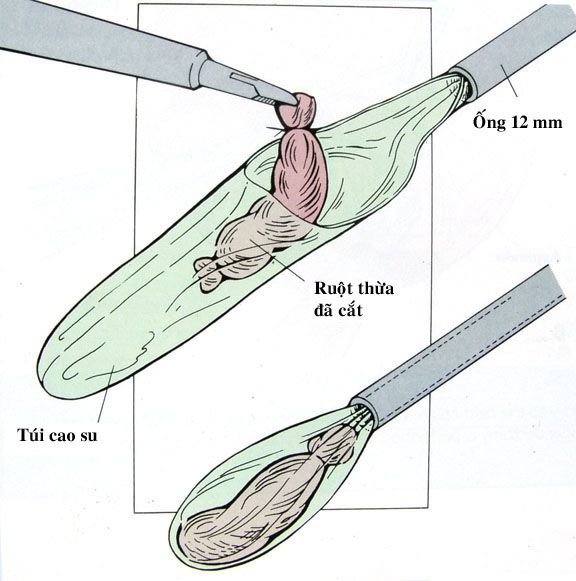 Ống 12 mm
Ruột thừa
đã cắt
Túi cao su